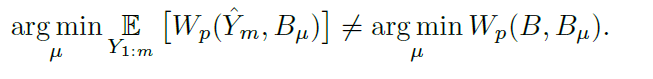 arg min_μ 𝔼_{Y_{1:m}} [W_p(Ŷ_m, B_μ)] ≠ arg min_μ W_p(B, B_μ).